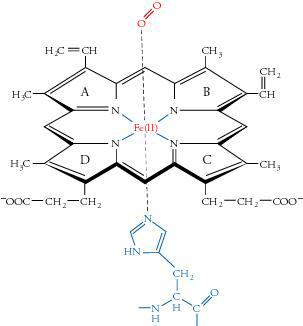 O
O
H₂C=CH
CH₃
A
B
CH₂
H₃C
CH
N
N
Fe(II)
N
N
H₃C
D
C
CH₃
⁻OOC—CH₂—CH₂
CH₂—CH₂—COO⁻
N
HN
CH₂
H
O
—N—C—C
H